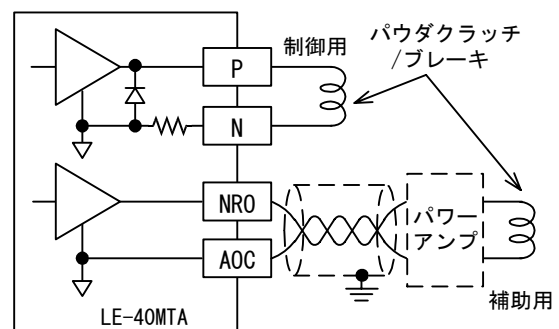 制御用
パウダクラッチ
/ブレーキ
P
N
NRO
AOC
パワー
アンプ
補助用
LE-40MTA